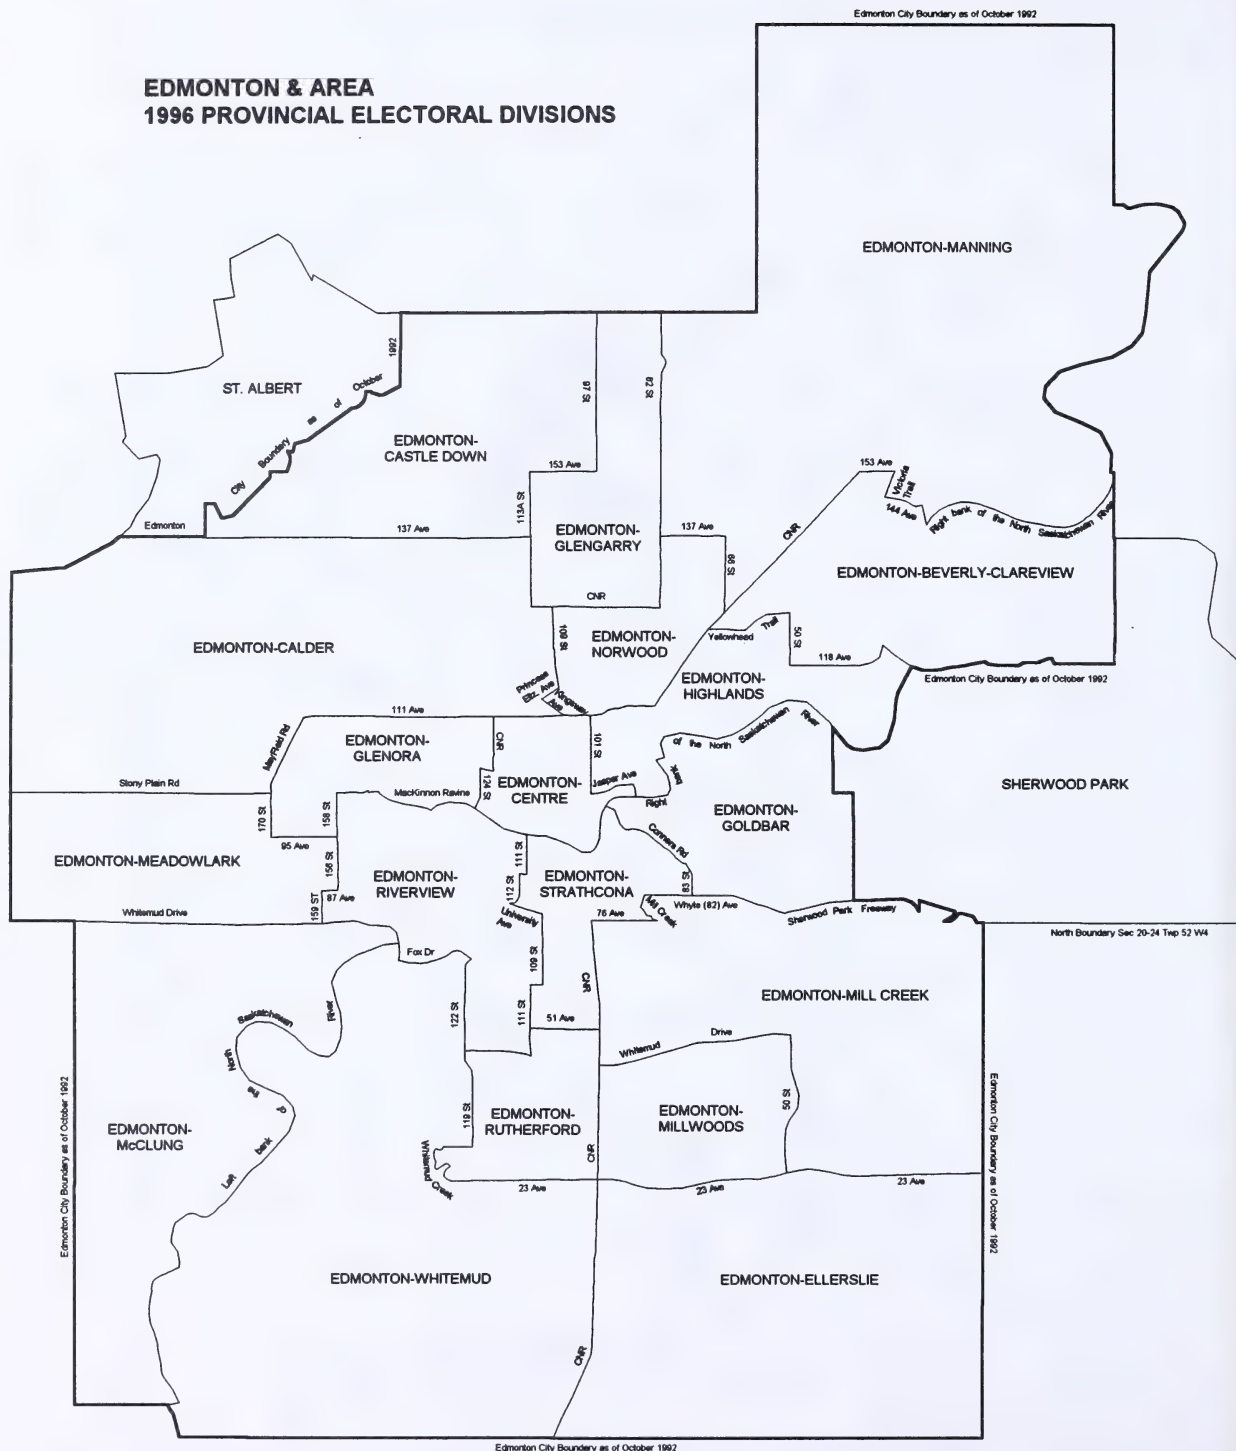 Edmonton City Boundary as of October 1992
EDMONTON & AREA
1996 PROVINCIAL ELECTORAL DIVISIONS
EDMONTON-MANNING
1992
ST. ALBERT
City Boundary as of October
97 St
82 St
EDMONTON-
CASTLE DOWN
153 Ave
153 Ave
Victoria
Trail
144 Ave
Right bank of the North Saskatchewan River
113A St
Edmonton
137 Ave
EDMONTON-
GLENGARRY
137 Ave
CNR
66 St
EDMONTON-BEVERLY-CLAREVIEW
CNR
EDMONTON-CALDER
109 St
EDMONTON-
NORWOOD
Yellowhead Trail
50 St
118 Ave
Edmonton City Boundary as of October 1992
Princess
Eliz. Ave
Kingsway
Ave
EDMONTON-
HIGHLANDS
111 Ave
Mayfield Rd
EDMONTON-
GLENORA
CNR
101 St
Right bank of the North Saskatchewan River
Stony Plain Rd
MacKinnon Ravine
124 St
EDMONTON-
CENTRE
Jasper Ave
SHERWOOD PARK
170 St
158 St
EDMONTON-
GOLDBAR
95 Ave
Conners Rd
EDMONTON-MEADOWLARK
156 St
EDMONTON-
RIVERVIEW
111 St
EDMONTON-
STRATHCONA
83 St
87 Ave
159 ST
112 St
Mill Creek
Whyte (82) Ave
Whitemud Drive
University
Ave
76 Ave
Sherwood Park Freeway
North Boundary Sec 20-24 Twp 52 W4
Fox Dr
109 St
CNR
EDMONTON-MILL CREEK
122 St
111 St
51 Ave
Whitemud Drive
Left bank of the North Saskatchewan River
Edmonton City Boundary as of October 1992
EDMONTON-
McCLUNG
119 St
EDMONTON-
RUTHERFORD
EDMONTON-
MILLWOODS
50 St
Edmonton City Boundary as of October 1992
CNR
Whitemud Creek
23 Ave
23 Ave
23 Ave
EDMONTON-WHITEMUD
EDMONTON-ELLERSLIE
CNR
Edmonton City Boundary as of October 1992